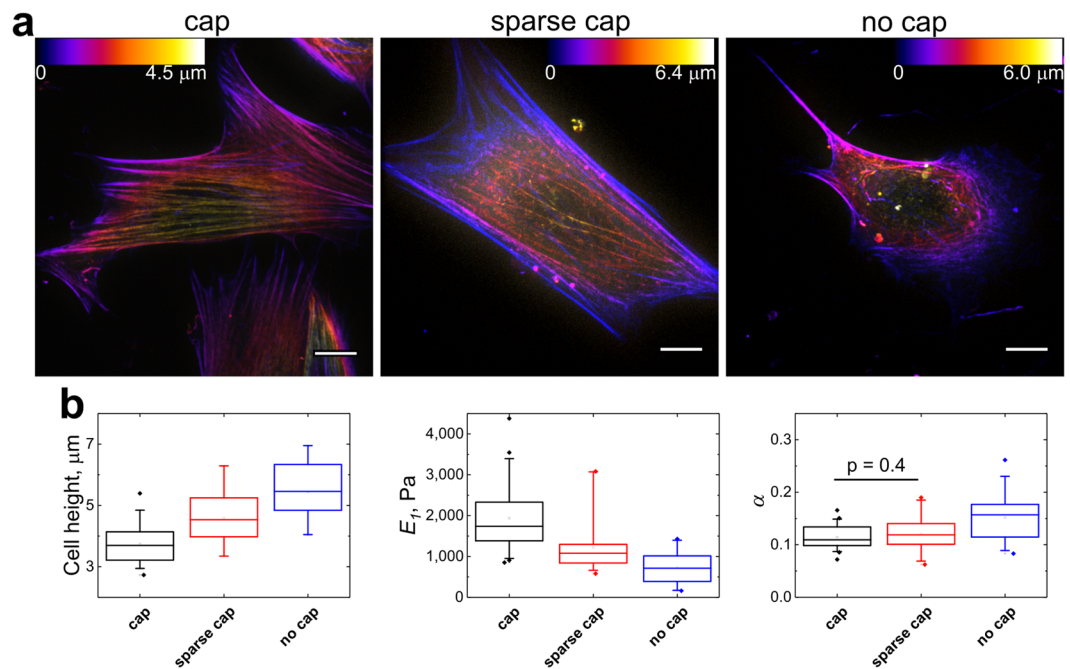 a
cap
sparse cap
no cap
0 4.5 μm
0 6.4 μm
0 6.0 μm
b
Cell height, μm
7
5
3
cap
sparse cap
no cap
E1, Pa
4,000
3,000
2,000
1,000
0
cap
sparse cap
no cap
α
0.3
0.2
0.1
0.0
p = 0.4
cap
sparse cap
no cap